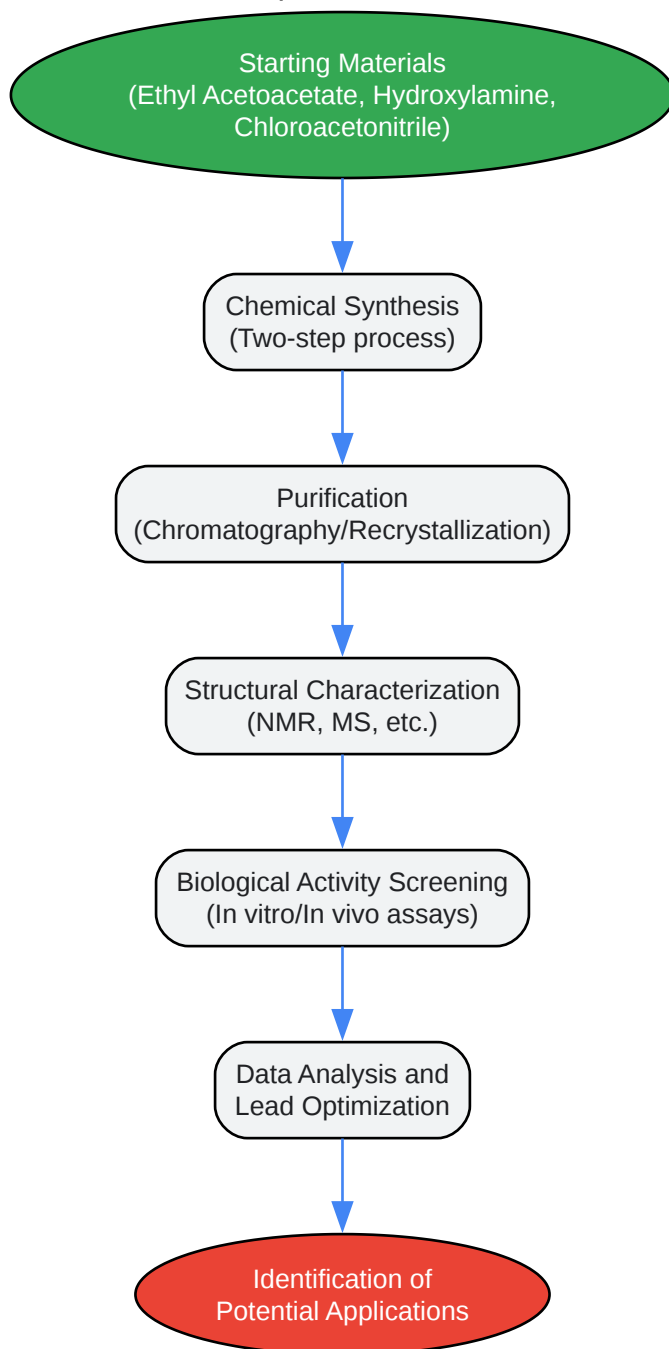 Starting Materials
(Ethyl Acetoacetate, Hydroxylamine,
Chloroacetonitrile)
Chemical Synthesis
(Two-step process)
Purification
(Chromatography/Recrystallization)
Structural Characterization
(NMR, MS, etc.)
Biological Activity Screening
(In vitro/In vivo assays)
Data Analysis and
Lead Optimization
Identification of
Potential Applications